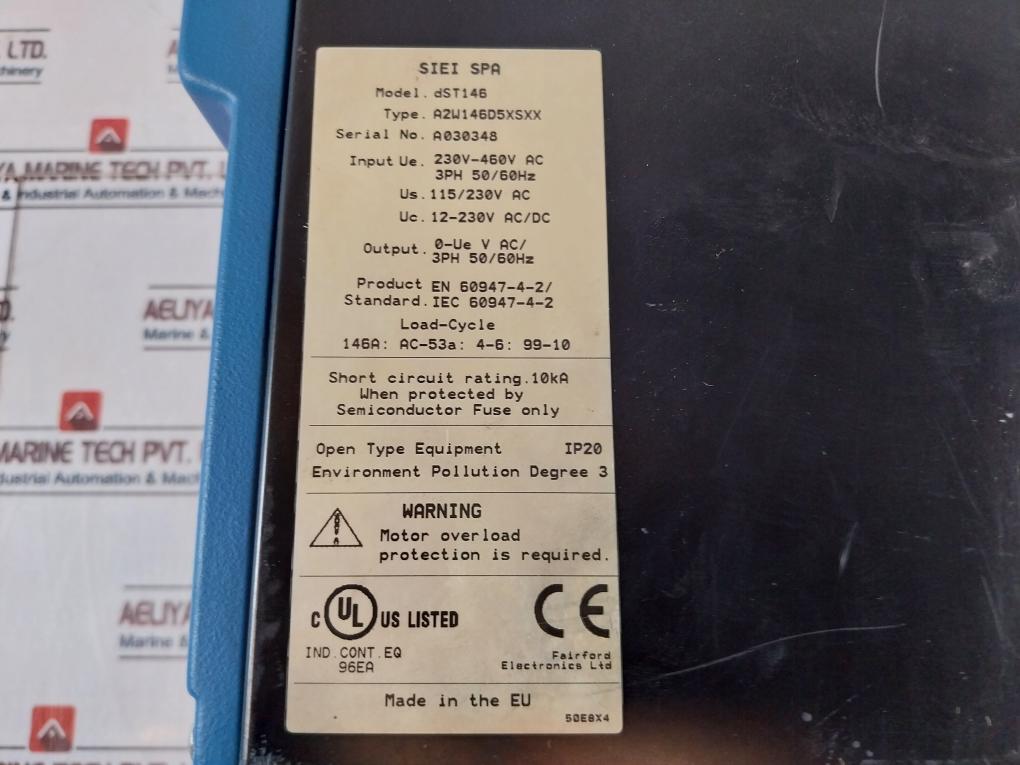 SIEI SPA
Model. dST146
Type. A2W146D5XSXX
Serial No. A030348
Input Ue. 230V-460V AC
3PH 50/60Hz
Us. 115/230V AC
Uc. 12-230V AC/DC
Output. 0-Ue V AC/
3PH 50/60Hz
Product EN 60947-4-2/
Standard. IEC 60947-4-2
Load-Cycle
146A: AC-53a: 4-6: 99-10
Short circuit rating.10kA
When protected by
Semiconductor Fuse only
Open Type Equipment IP20
Environment Pollution Degree 3
WARNING
Motor overload
protection is required.
C UL US LISTED
CE
IND.CONT.EQ
96EA
Fairford
Electronics Ltd
Made in the EU
50E8X4
LTD.
AELIYA
MARINE TECH PVT. L
& Industrial Automation & Mach
AELIYA
Marine &
MARINE TECH PVT.
dustrial Automation & Mac
AELIYA
Marine &